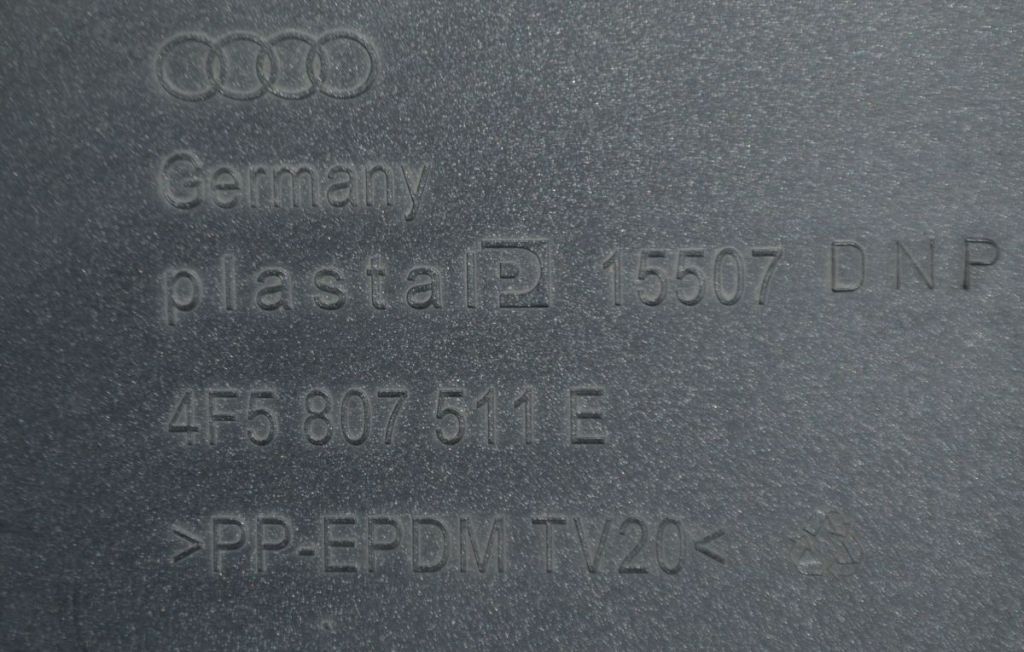 Germany
plastal P 15507 DNP
4F5 807 511 E
>PP-EPDM TV20<